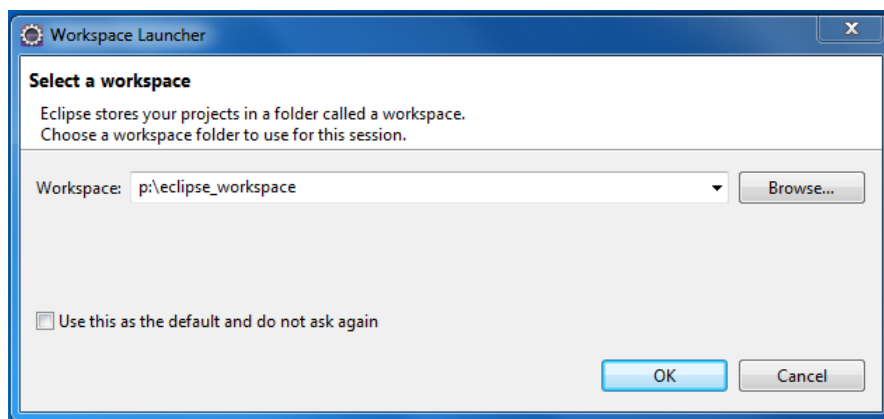 Workspace Launcher
x
Select a workspace
Eclipse stores your projects in a folder called a workspace.
Choose a workspace folder to use for this session.
Workspace: p:\eclipse_workspace Browse...
Use this as the default and do not ask again
OK Cancel